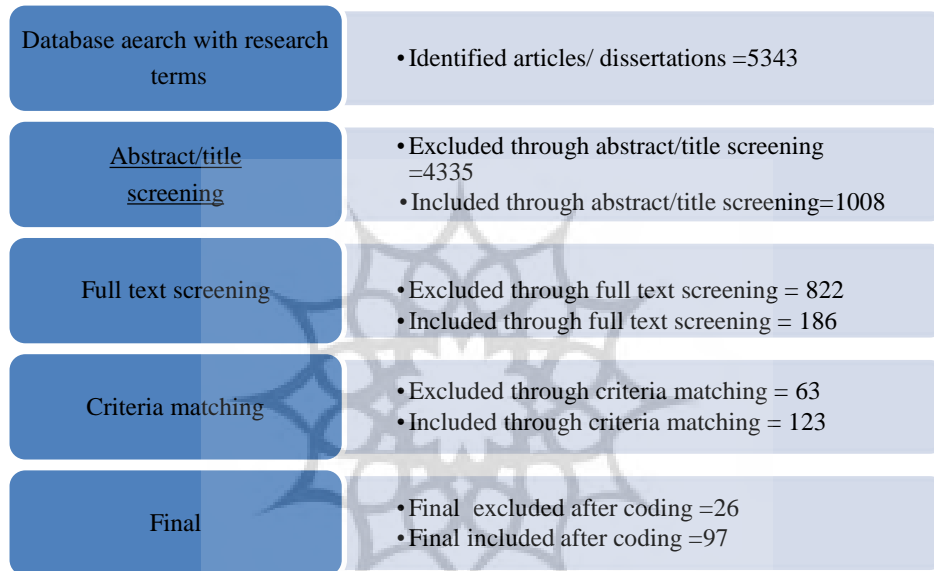 Database aearch with research
terms
•Identified articles/ dissertations =5343
Abstract/title
screening
•Excluded through abstract/title screening
=4335
•Included through abstract/title screening=1008
Full text screening
•Excluded through full text screening = 822
•Included through full text screening = 186
Criteria matching
•Excluded through criteria matching = 63
•Included through criteria matching = 123
Final
•Final  excluded after coding =26
•Final included after coding =97